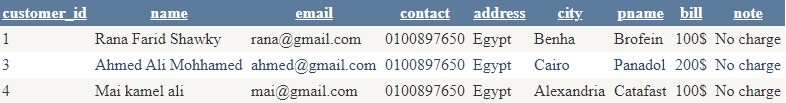 customer_id name email contact address city pname bill note
1 Rana Farid Shawky rana@gmail.com 0100897650 Egypt Benha Brofein 100$ No charge
3 Ahmed Ali Mohhamed ahmed@gmail.com 0100897650 Egypt Cairo Panadol 200$ No charge
4 Mai kamel ali mai@gmail.com 0100897650 Egypt Alexandria Catafast 100$ No charge